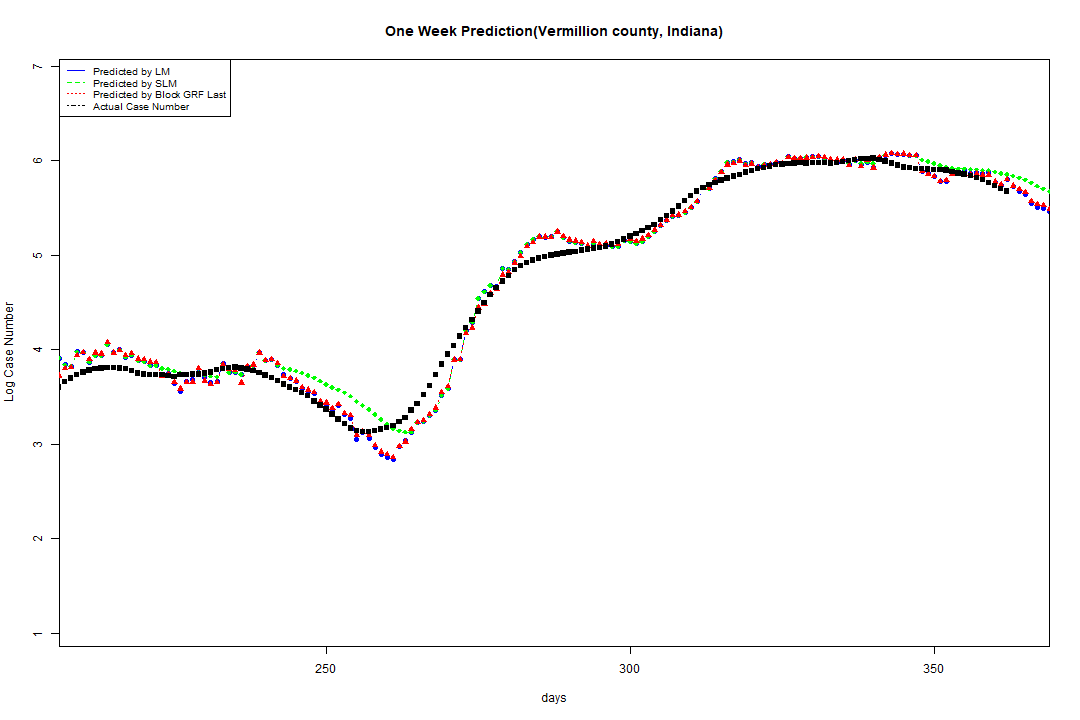 One Week Prediction(Vermillion county, Indiana)
Predicted by LM
Predicted by SLM
Predicted by Block GRF Last
Actual Case Number
7
6
5
4
3
2
1
Log Case Number
250
300
350
days